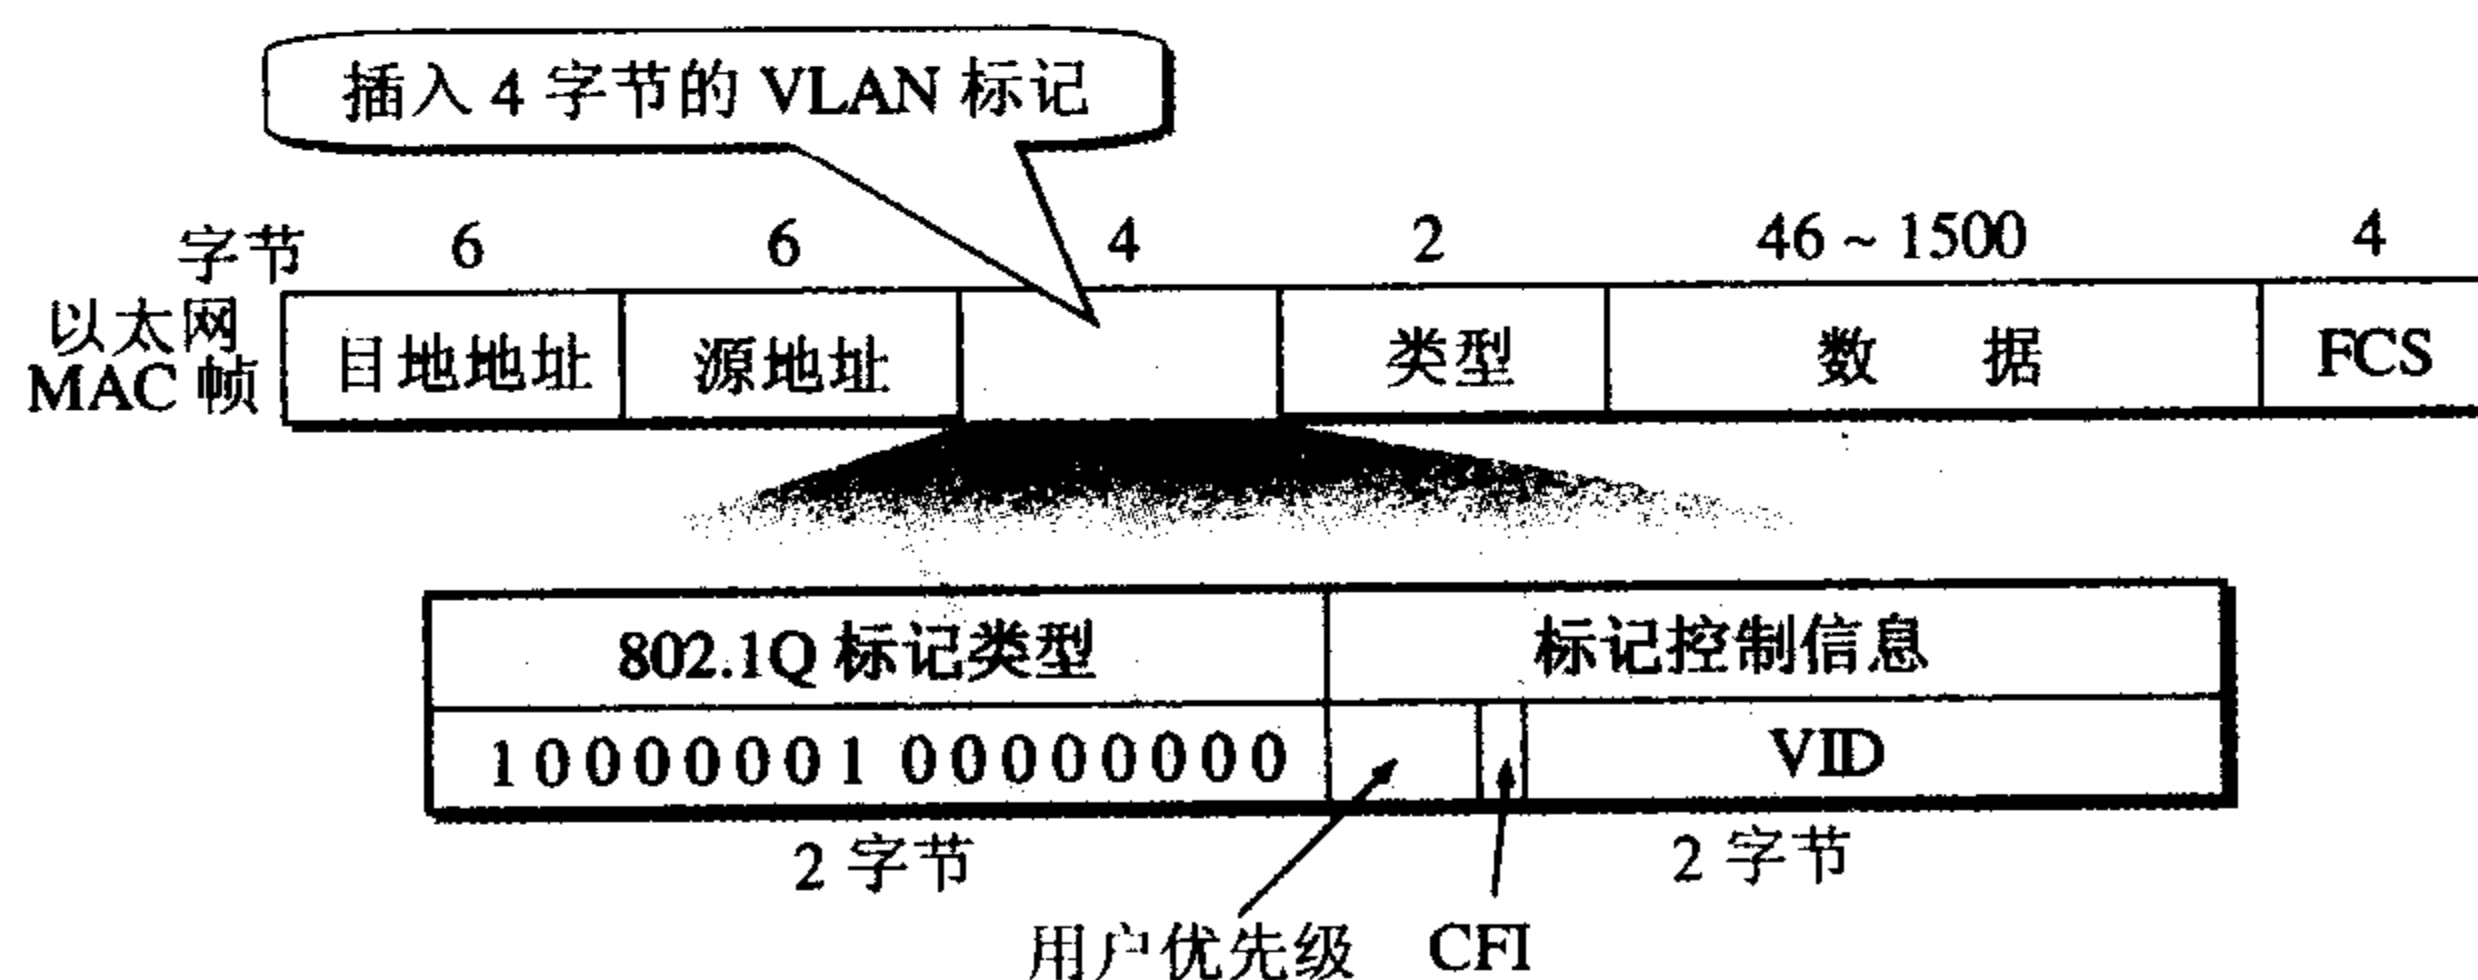 插入 4 字节的 VLAN 标记
字节 6 6 4 2 46 ~ 1500 4
以太网
MAC 帧
目地地址 源地址 类型 数 据 FCS
802.1Q 标记类型 标记控制信息
1 0 0 0 0 0 0 1 0 0 0 0 0 0 0 0 VID
2 字节 2 字节
用户优先级 CFI